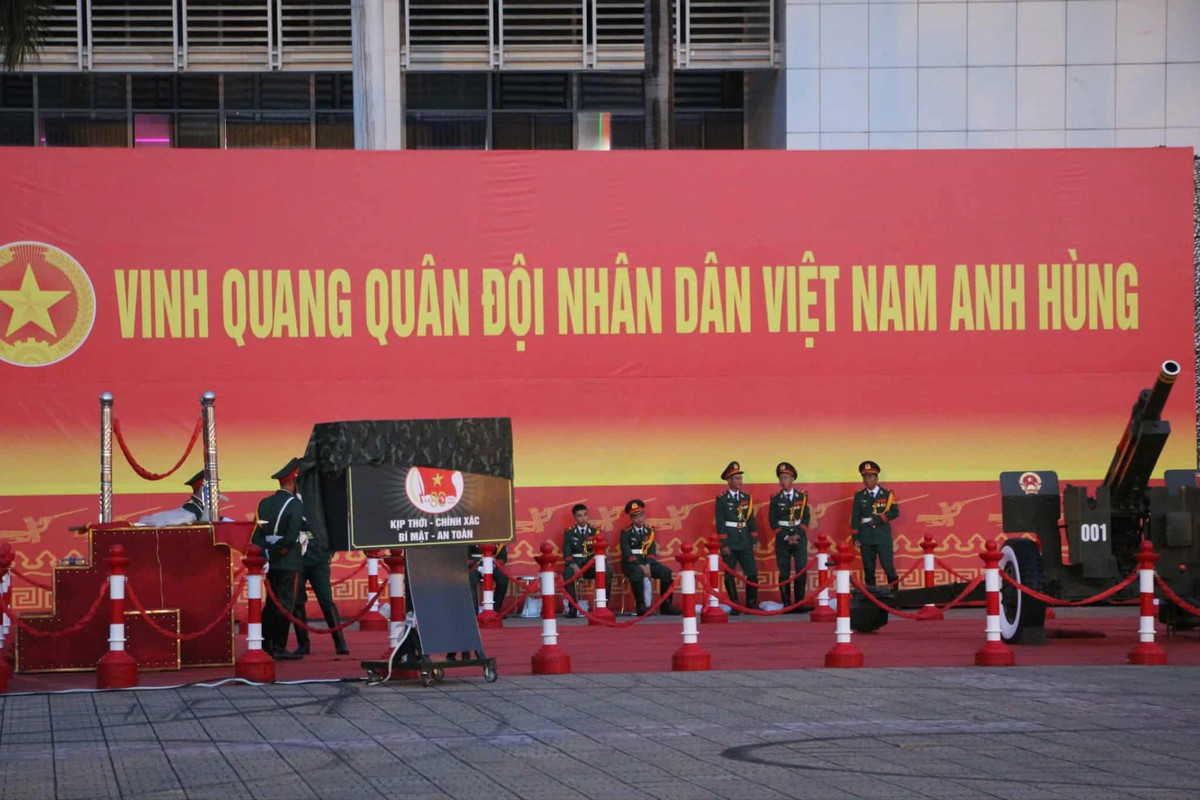 VINH QUANG QUÂN ĐỘI NHÂN DÂN VIỆT NAM ANH HÙNG
KỊP THỜI - CHÍNH XÁC
BÍ MẬT - AN TOÀN
001